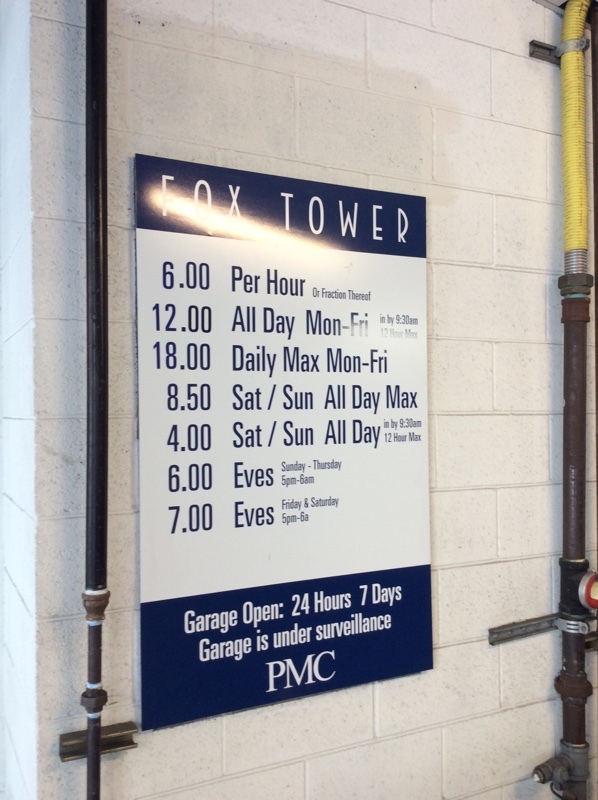 FOX TOWER
6.00 Per Hour Or Fraction Thereof
12.00 All Day Mon-Fri in by 9:30am
12 Hour Max
18.00 Daily Max Mon-Fri
8.50 Sat / Sun All Day Max
4.00 Sat / Sun All Day in by 9:30am
12 Hour Max
6.00 Eves Sunday - Thursday
5pm-6am
7.00 Eves Friday & Saturday
5pm-6a
Garage Open: 24 Hours 7 Days
Garage is under surveillance
PMC